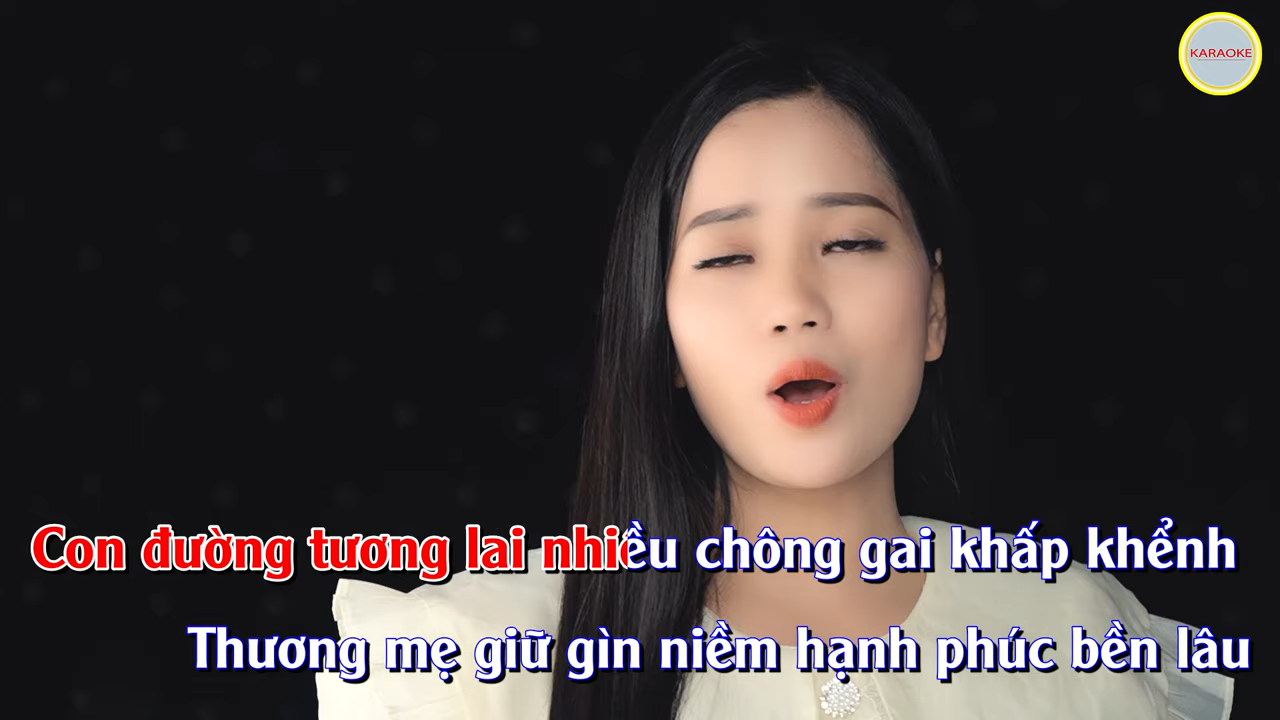 KARAOKE
Con đường tương lai nhiều chông gai khấp khểnh
Thương mẹ giữ gìn niềm hạnh phúc bền lâu